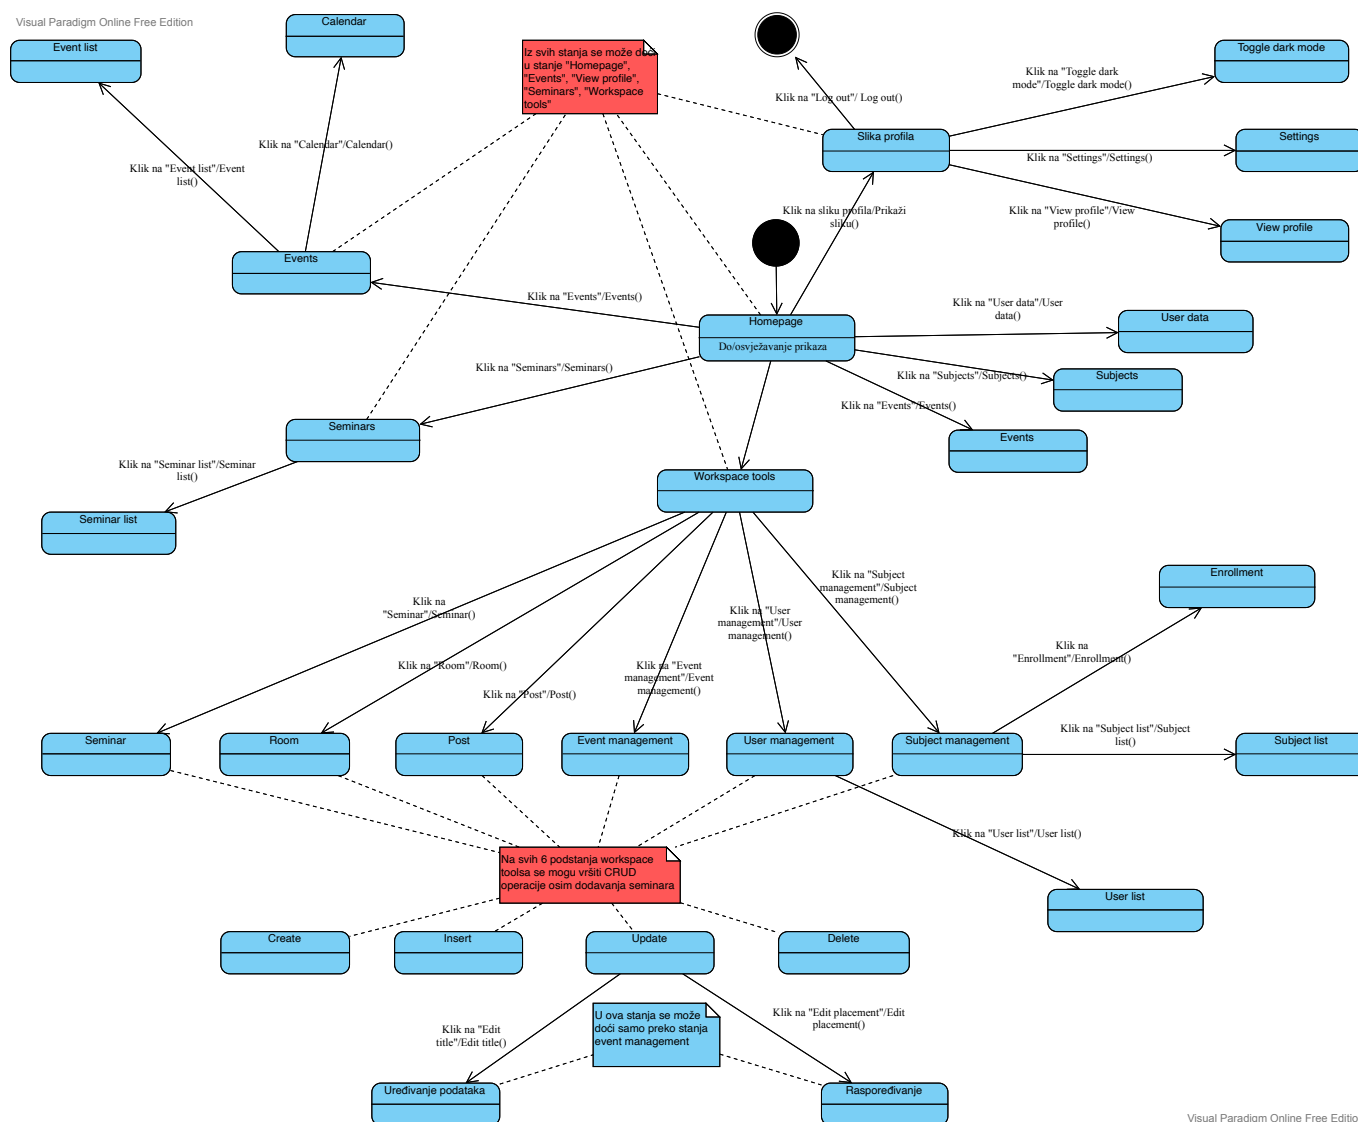 Visual Paradigm Online Free Edition
Calendar
Event list
Iz svih stanja se može doći
u stanje "Homepage",
"Events", "View profile",
"Seminars", "Workspace
tools"
Toggle dark mode
Klik na "Toggle dark
mode"/Toggle dark mode()
Klik na "Log out"/ Log out()
Slika profila
Settings
Klik na "Calendar"/Calendar()
Klik na "Settings"/Settings()
Klik na "Event list"/Event
list()
Klik na sliku profila/Prikaži
sliku()
Klik na "View profile"/View
profile()
View profile
Events
Klik na "Events"/Events()
Klik na "User data"/User
data()
User data
Homepage
Do/osvježavanje prikaza
Klik na "Seminars"/Seminars()
Klik na "Subjects"/Subjects()
Subjects
Klik na "Events"/Events()
Events
Seminars
Klik na "Seminar list"/Seminar
list()
Workspace tools
Seminar list
Klik na "Subject
management"/Subject
management()
Enrollment
Klik na
"Seminar"/Seminar()
Klik na "User
management"/User
management()
Klik na
"Enrollment"/Enrollment()
Klik na "Room"/Room()
Klik na "Event
management"/Event
management()
Klik na "Post"/Post()
Klik na "Subject list"/Subject
list()
Seminar
Room
Post
Event management
User management
Subject management
Subject list
Klik na "User list"/User list()
Na svih 6 podstanja workspace
toolsa se mogu vršiti CRUD
operacije osim dodavanja seminara
User list
Create
Insert
Update
Delete
U ova stanja se može
doći samo preko stanja
event management
Klik na "Edit
title"/Edit title()
Klik na "Edit placement"/Edit
placement()
Uređivanje podataka
Raspoređivanje
Visual Paradigm Online Free Editio